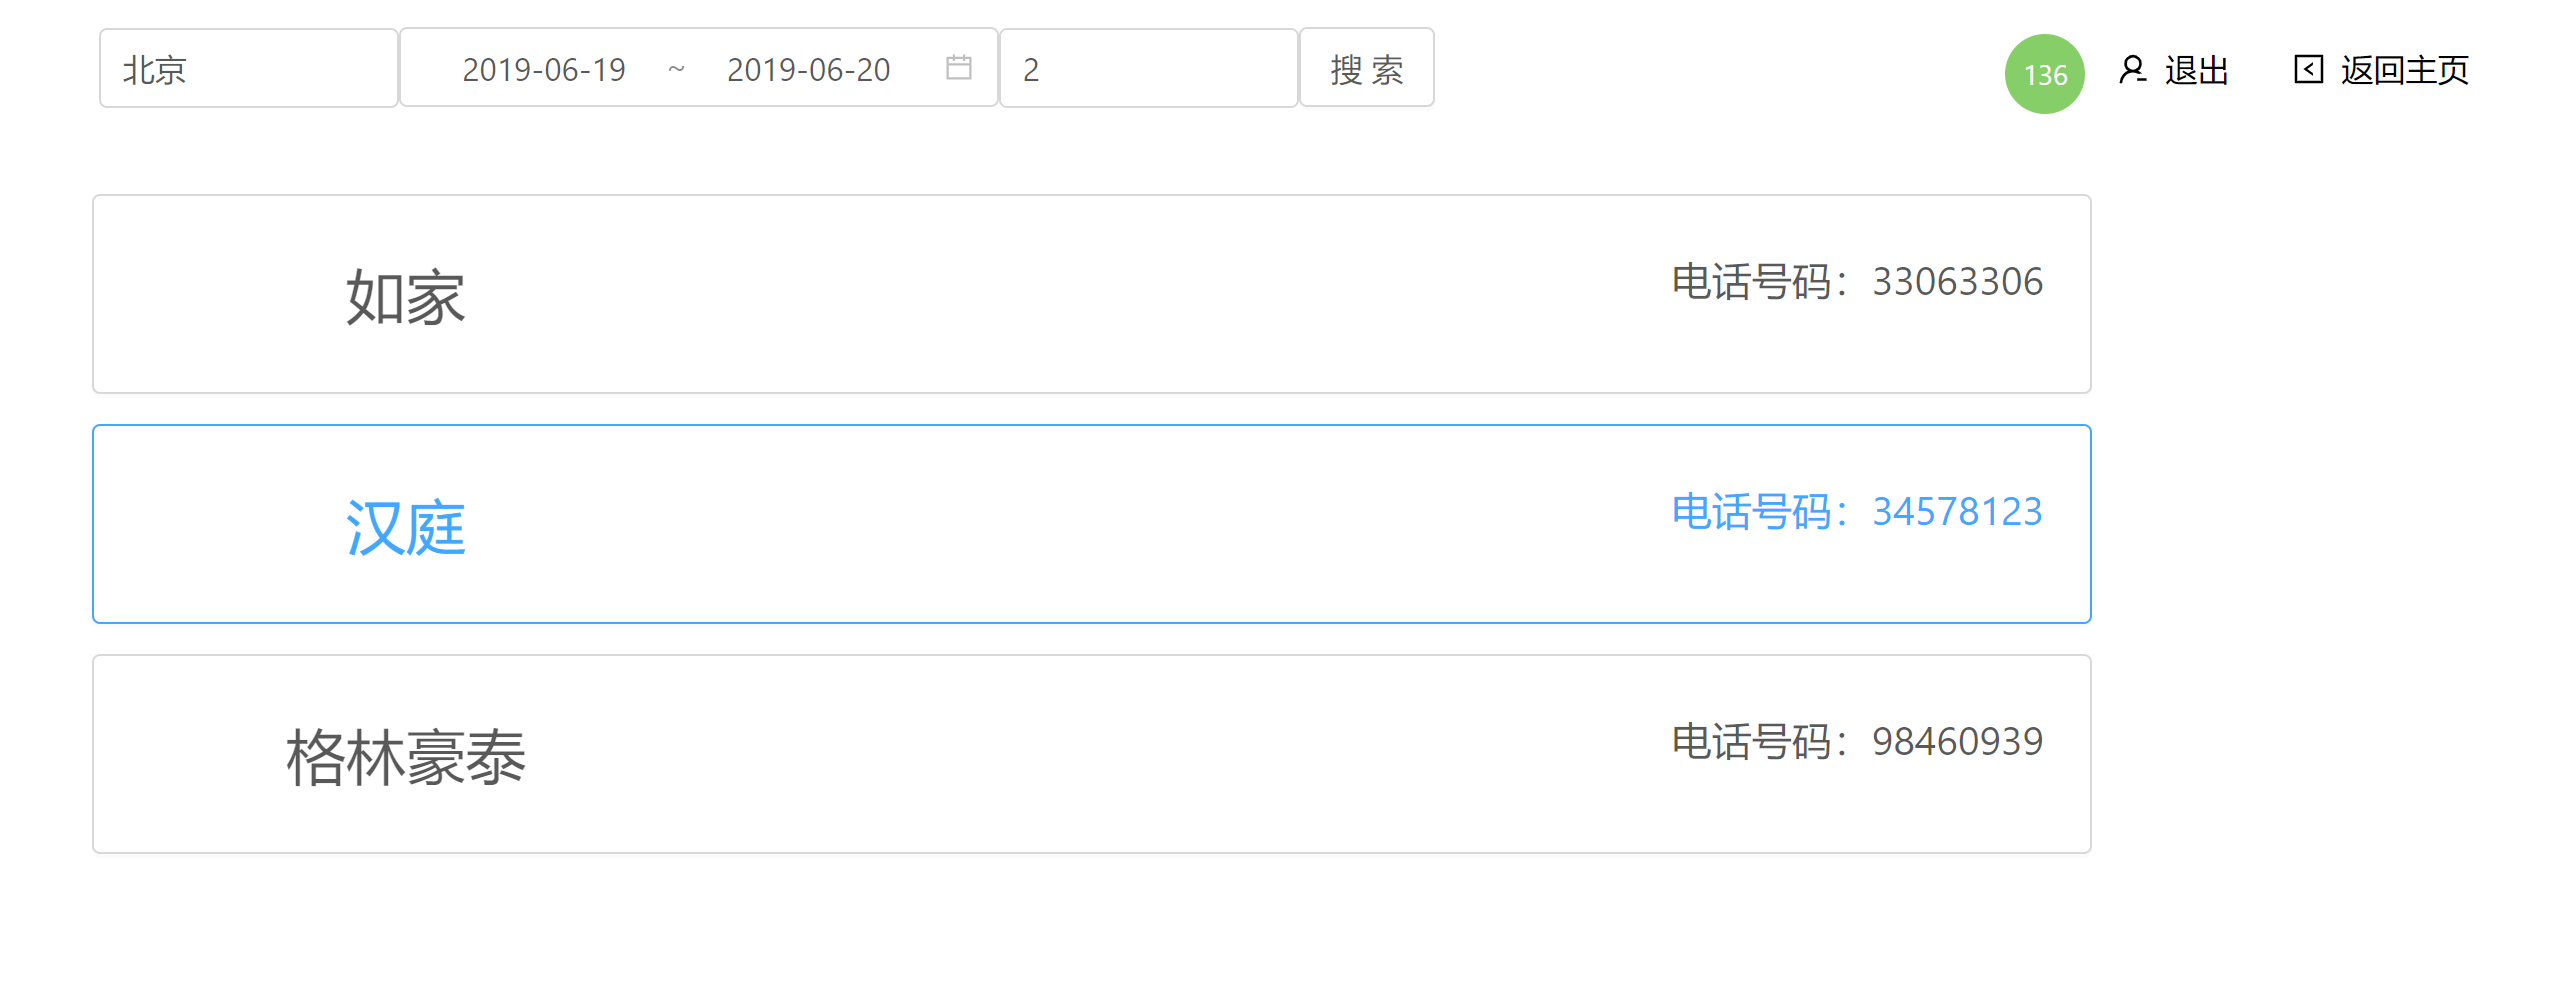 北京 2019-06-19 ~ 2019-06-20 2 搜 索 136 退出 返回主页
如家 电话号码：33063306
汉庭 电话号码：34578123
格林豪泰 电话号码：98460939